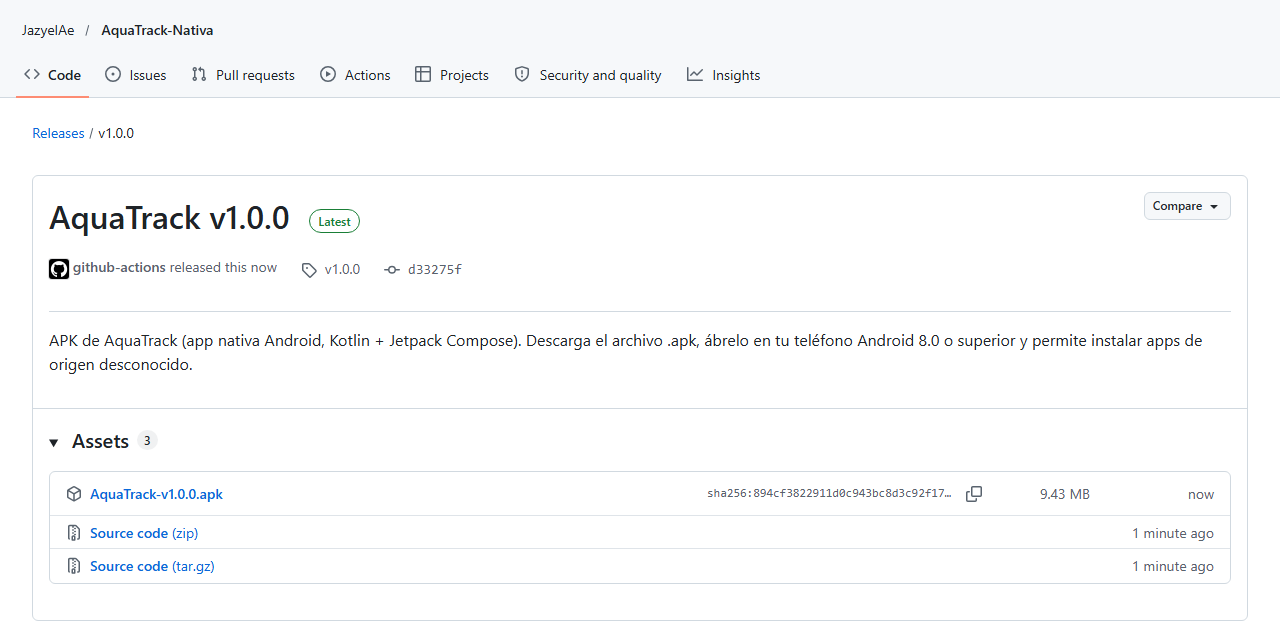 JazyelAe / AquaTrack-Nativa
Code Issues Pull requests Actions Projects Security and quality Insights
Releases / v1.0.0
AquaTrack v1.0.0 Latest Compare
github-actions released this now v1.0.0 d33275f
APK de AquaTrack (app nativa Android, Kotlin + Jetpack Compose). Descarga el archivo .apk, ábrelo en tu teléfono Android 8.0 o superior y permite instalar apps de
origen desconocido.
Assets 3
AquaTrack-v1.0.0.apk sha256:894cf3822911d0c943bc8d3c92f17… 9.43 MB now
Source code (zip) 1 minute ago
Source code (tar.gz) 1 minute ago